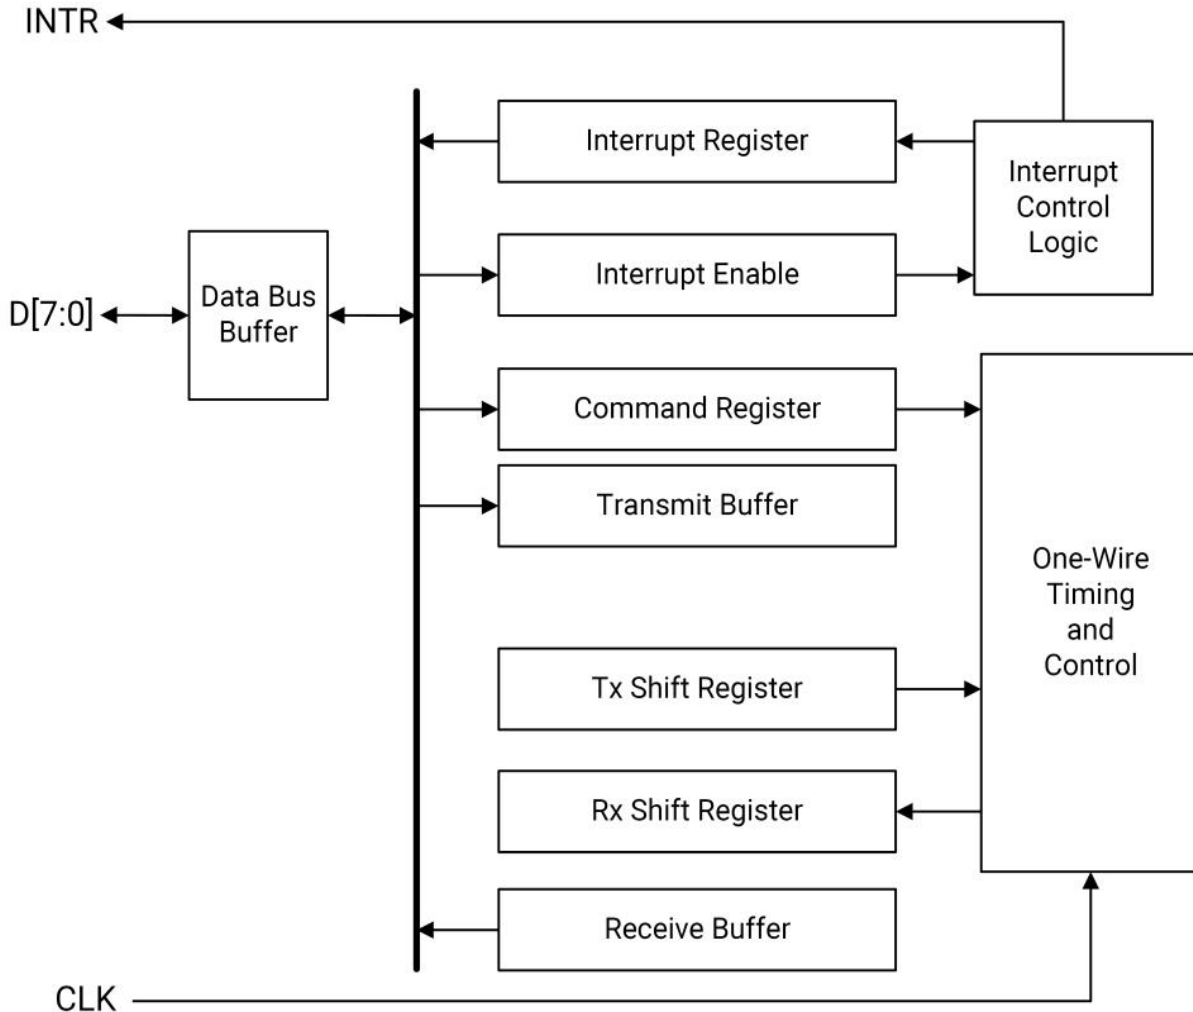 INTR
Interrupt Register
Interrupt
Control
Logic
Interrupt Enable
Data Bus
Buffer
D[7:0]
Command Register
Transmit Buffer
One-Wire
Timing
and
Control
Tx Shift Register
Rx Shift Register
Receive Buffer
CLK